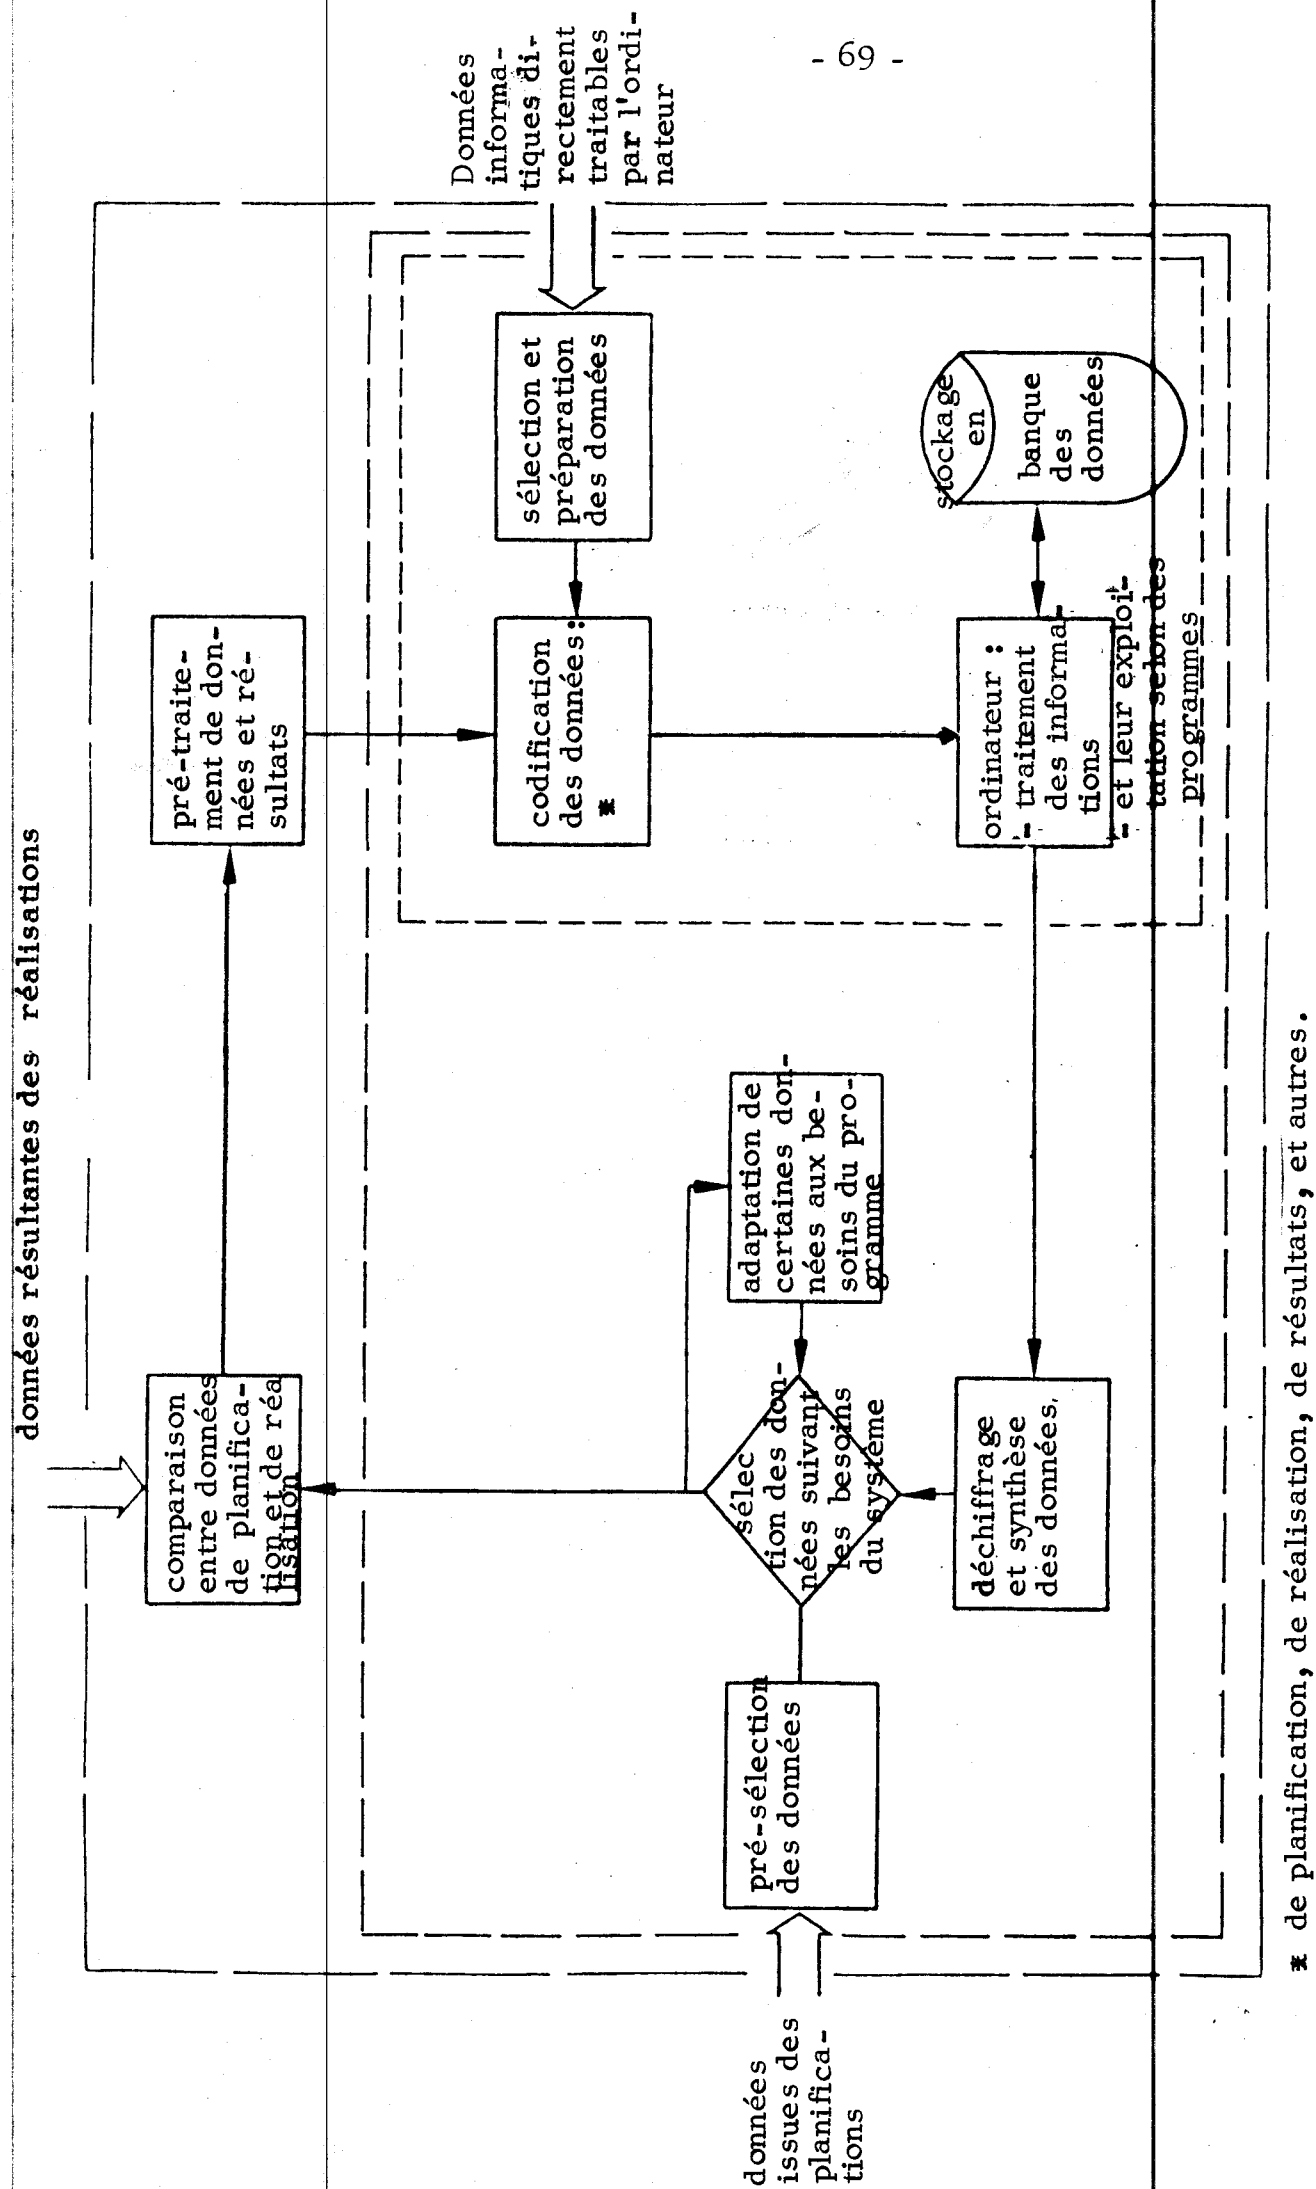 - 69 -
données résultantes des réalisations
comparaison
entre données
de planifica-
tion et de réa
lisation
pré-traite-
ment de don-
nées et ré-
sultats
Données
informa-
tiques di-
rectement
traitables
par l'ordi-
nateur
sélection et
préparation
des données
codification
des données:
*
données
issues des
planifica-
tions
pré-sélection
des données
sélec
tion des don-
nées suivant
les besoins
du système
adaptation de
certaines don-
nées aux be-
soins du pro-
gramme
déchiffrage
et synthèse
des données.
ordinateur :
- traitement
des informa-
tions
- et leur exploi-
tation selon des
programmes
stockage
en
banque
des
données
* de planification, de réalisation, de résultats, et autres.